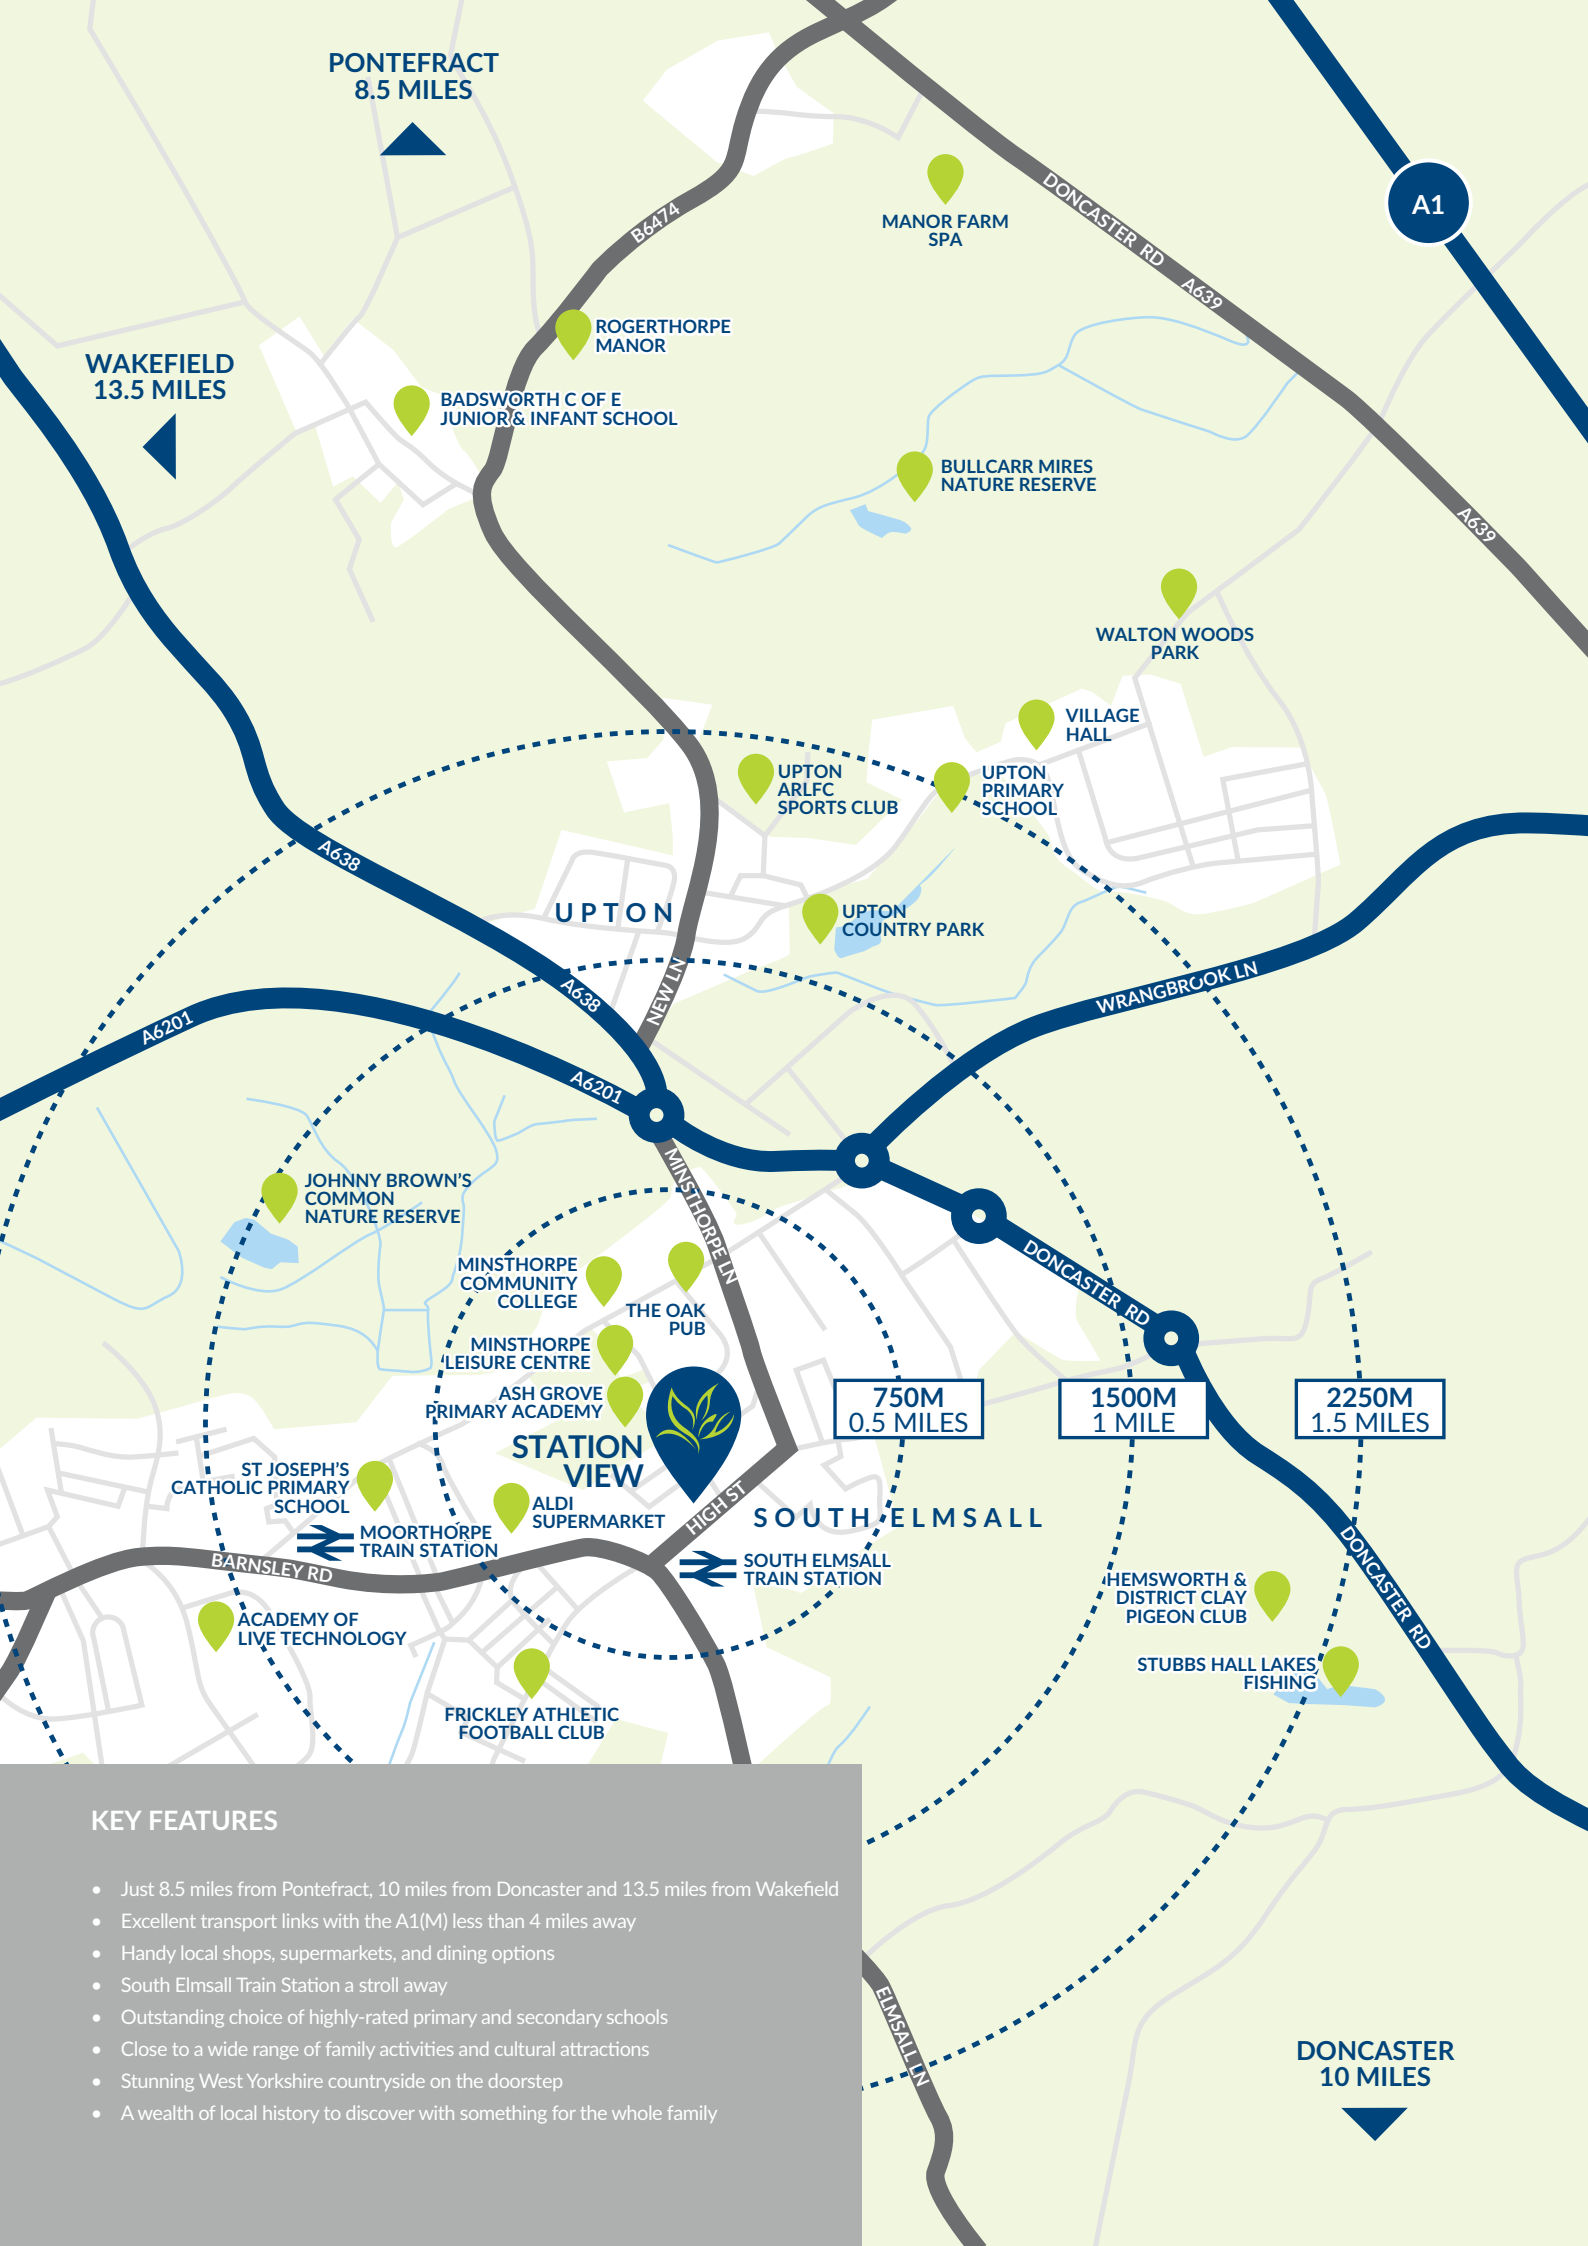 PONTEFRACT
8.5 MILES
A1
DONCASTER RD
A639
B6474
MANOR FARM
SPA
ROGERTHORPE
MANOR
WAKEFIELD
13.5 MILES
BADSWORTH C OF E
JUNIOR & INFANT SCHOOL
BULLCARR MIRES
NATURE RESERVE
A639
WALTON WOODS
PARK
VILLAGE
HALL
UPTON
ARLFC
SPORTS CLUB
UPTON
PRIMARY
SCHOOL
A638
UPTON
UPTON
COUNTRY PARK
A638
NEW LN
WRANGBROOK LN
A6201
A6201
MINSTHORPE LN
JOHNNY BROWN'S
COMMON
NATURE RESERVE
MINSTHORPE
COMMUNITY
COLLEGE
THE OAK
PUB
DONCASTER RD
MINSTHORPE
LEISURE CENTRE
ASH GROVE
PRIMARY ACADEMY
750M
0.5 MILES
1500M
1 MILE
2250M
1.5 MILES
STATION
VIEW
ST JOSEPH'S
CATHOLIC PRIMARY
SCHOOL
ALDI
SUPERMARKET
HIGH ST
SOUTH ELMSALL
MOORTHORPE
TRAIN STATION
BARNSLEY RD
SOUTH ELMSALL
TRAIN STATION
DONCASTER RD
HEMSWORTH &
DISTRICT CLAY
PIGEON CLUB
ACADEMY OF
LIVE TECHNOLOGY
STUBBS HALL LAKES
FISHING
FRICKLEY ATHLETIC
FOOTBALL CLUB
KEY FEATURES
• Just 8.5 miles from Pontefract, 10 miles from Doncaster and 13.5 miles from Wakefield
• Excellent transport links with the A1(M) less than 4 miles away
• Handy local shops, supermarkets, and dining options
• South Elmsall Train Station a stroll away
• Outstanding choice of highly-rated primary and secondary schools
• Close to a wide range of family activities and cultural attractions
• Stunning West Yorkshire countryside on the doorstep
• A wealth of local history to discover with something for the whole family
ELMSALL LN
DONCASTER
10 MILES